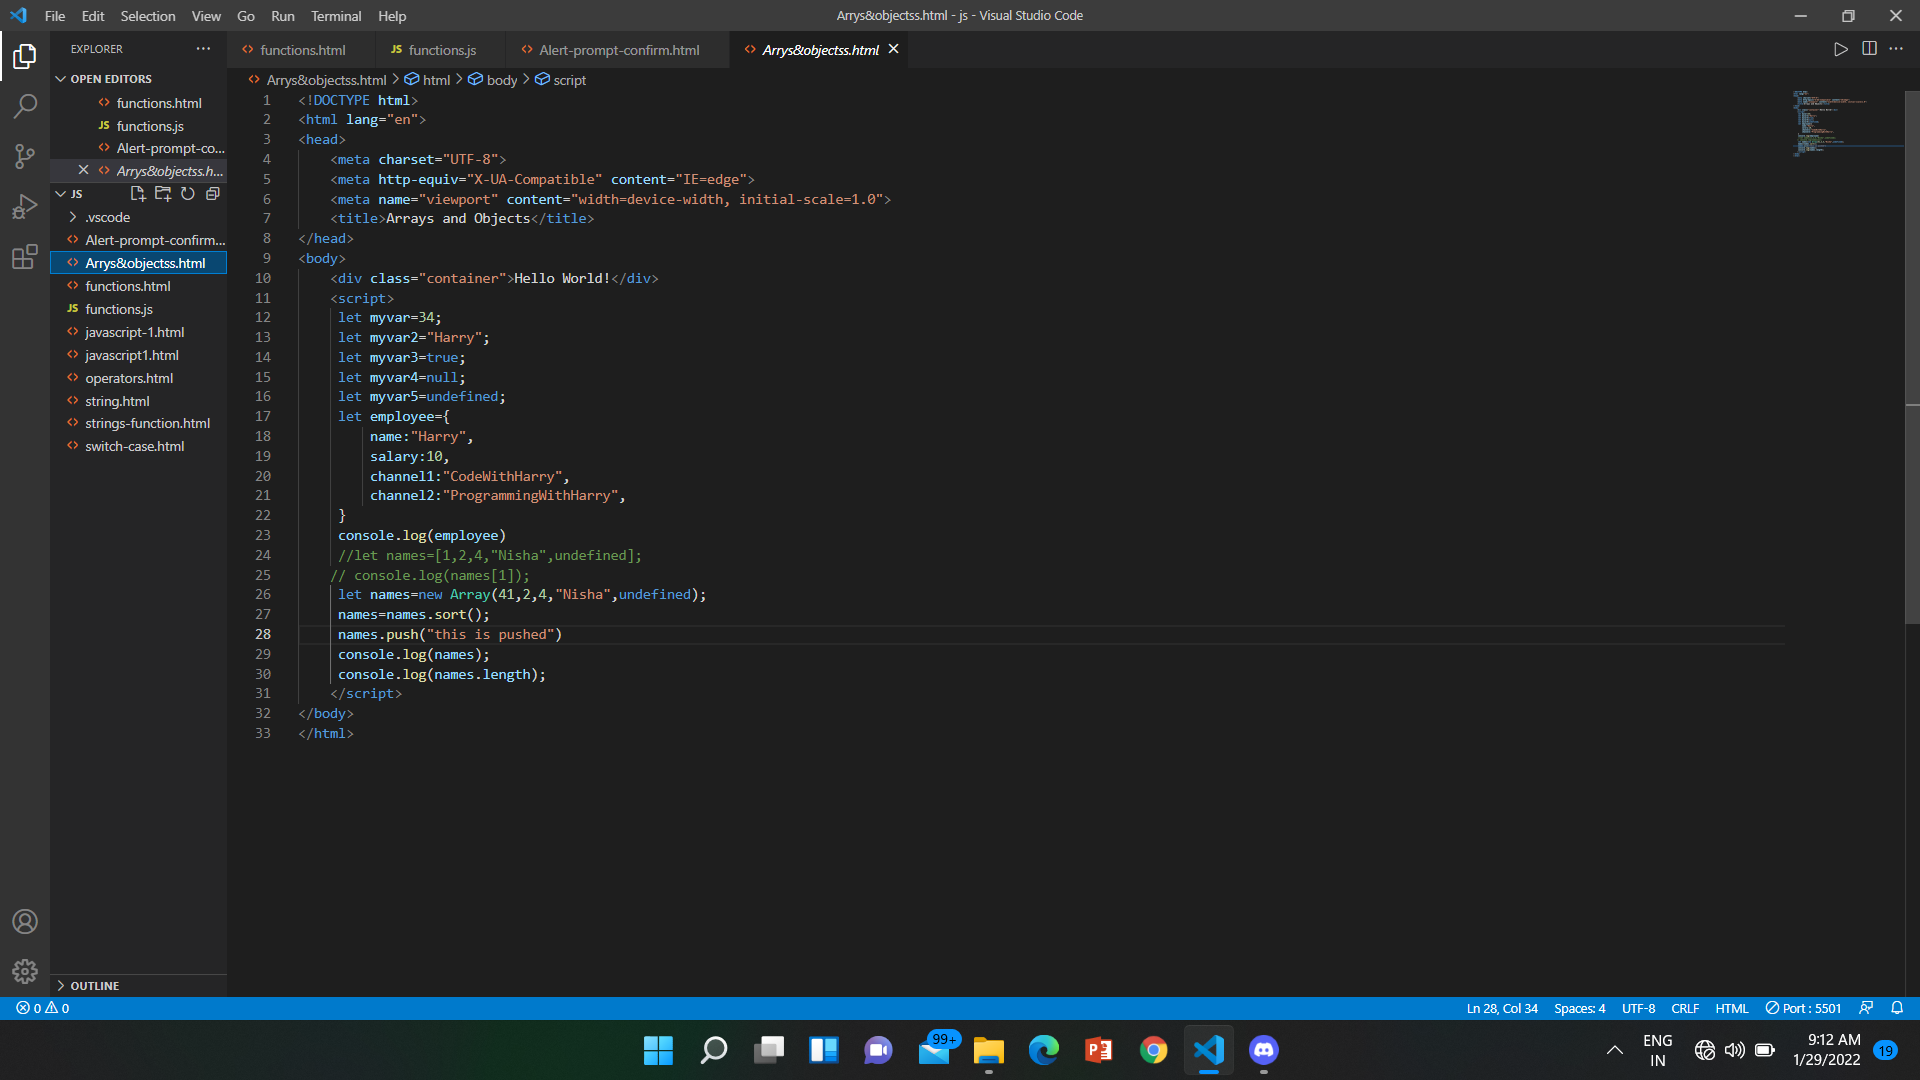 File Edit Selection View Go Run Terminal Help
Arrys&objectss.html - js - Visual Studio Code
EXPLORER
functions.html
JS functions.js
Alert-prompt-confirm.html
Arrys&objectss.html
OPEN EDITORS
functions.html
JS functions.js
Alert-prompt-co...
Arrys&objectss.h...
JS
.vscode
Alert-prompt-confirm...
Arrys&objectss.html
functions.html
JS functions.js
javascript-1.html
javascript1.html
operators.html
string.html
strings-function.html
switch-case.html
OUTLINE
Arrys&objectss.html > html > body > script
1 <!DOCTYPE html>
2 <html lang="en">
3 <head>
4 <meta charset="UTF-8">
5 <meta http-equiv="X-UA-Compatible" content="IE=edge">
6 <meta name="viewport" content="width=device-width, initial-scale=1.0">
7 <title>Arrays and Objects</title>
8 </head>
9 <body>
10 <div class="container">Hello World!</div>
11 <script>
12 let myvar=34;
13 let myvar2="Harry";
14 let myvar3=true;
15 let myvar4=null;
16 let myvar5=undefined;
17 let employee={
18 name:"Harry",
19 salary:10,
20 channel1:"CodeWithHarry",
21 channel2:"ProgrammingWithHarry",
22 }
23 console.log(employee)
24 //let names=[1,2,4,"Nisha",undefined];
25 // console.log(names[1]);
26 let names=new Array(41,2,4,"Nisha",undefined);
27 names=names.sort();
28 names.push("this is pushed")
29 console.log(names);
30 console.log(names.length);
31 </script>
32 </body>
33 </html>
0 0
Ln 28, Col 34 Spaces: 4 UTF-8 CRLF HTML Port : 5501
99+
P
ENG
IN
9:12 AM
1/29/2022
19